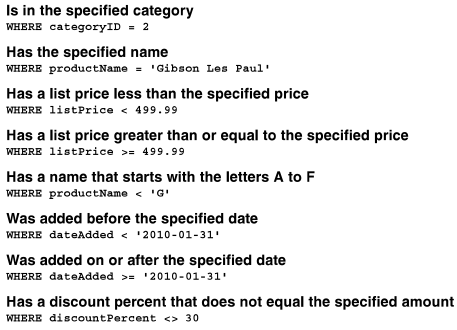 Is in the specified category
WHERE categoryID = 2
Has the specified name
WHERE productName = 'Gibson Les Paul'
Has a list price less than the specified price
WHERE listPrice < 499.99
Has a list price greater than or equal to the specified price
WHERE listPrice >= 499.99
Has a name that starts with the letters A to F
WHERE productName < 'G'
Was added before the specified date
WHERE dateAdded < '2010-01-31'
Was added on or after the specified date
WHERE dateAdded >= '2010-01-31'
Has a discount percent that does not equal the specified amount
WHERE discountPercent <> 30